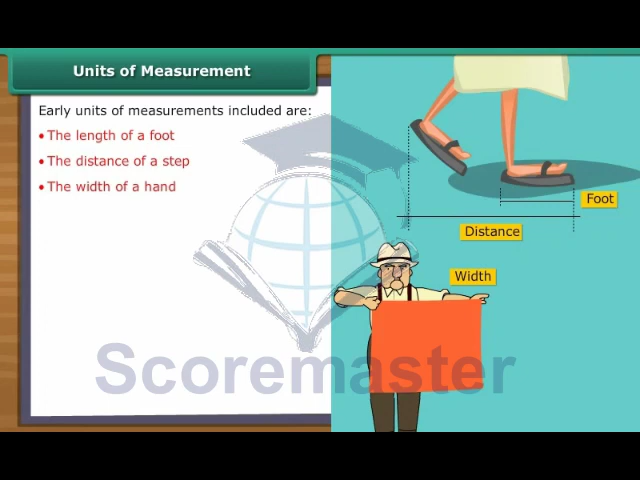 Units of Measurement
Early units of measurements included are:
• The length of a foot
• The distance of a step
• The width of a hand
Foot
Distance
Width
Scoremaster